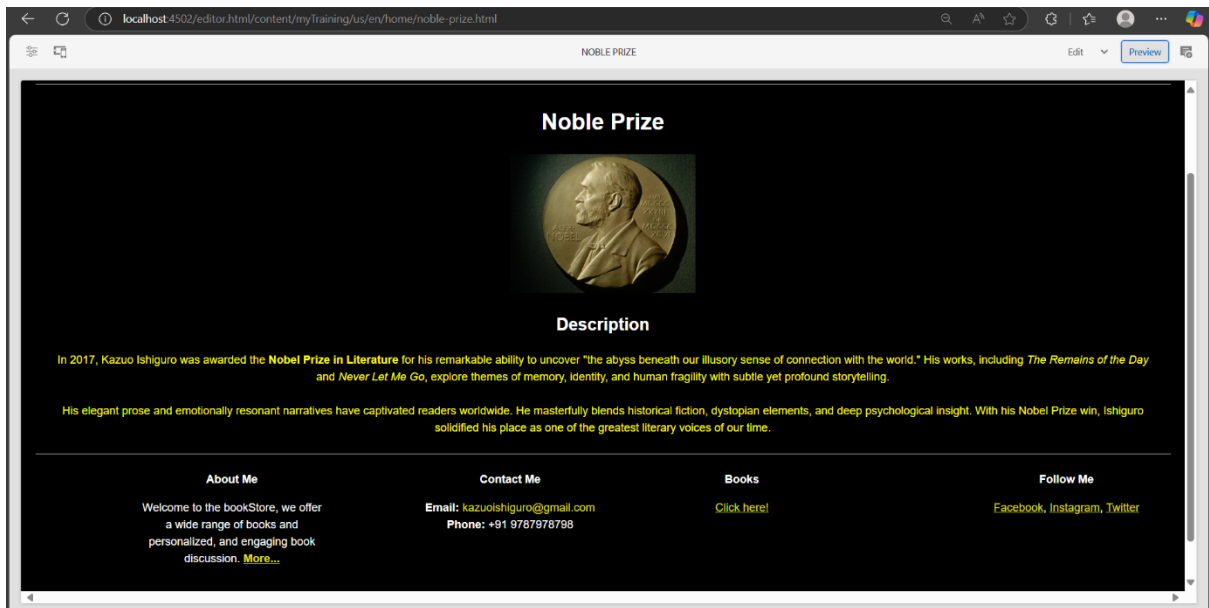 localhost:4502/editor.html/content/myTraining/us/en/home/noble-prize.html
NOBLE PRIZE
Edit
Preview
Noble Prize
NOBEL
Description
In 2017, Kazuo Ishiguro was awarded the Nobel Prize in Literature for his remarkable ability to uncover "the abyss beneath our illusory sense of connection with the world." His works, including The Remains of the Day
and Never Let Me Go, explore themes of memory, identity, and human fragility with subtle yet profound storytelling.
His elegant prose and emotionally resonant narratives have captivated readers worldwide. He masterfully blends historical fiction, dystopian elements, and deep psychological insight. With his Nobel Prize win, Ishiguro
solidified his place as one of the greatest literary voices of our time.
About Me
Welcome to the bookStore, we offer
a wide range of books and
personalized, and engaging book
discussion. More...
Contact Me
Email: kazuoishiguro@gmail.com
Phone: +91 9787978798
Books
Click here!
Follow Me
Facebook, Instagram, Twitter